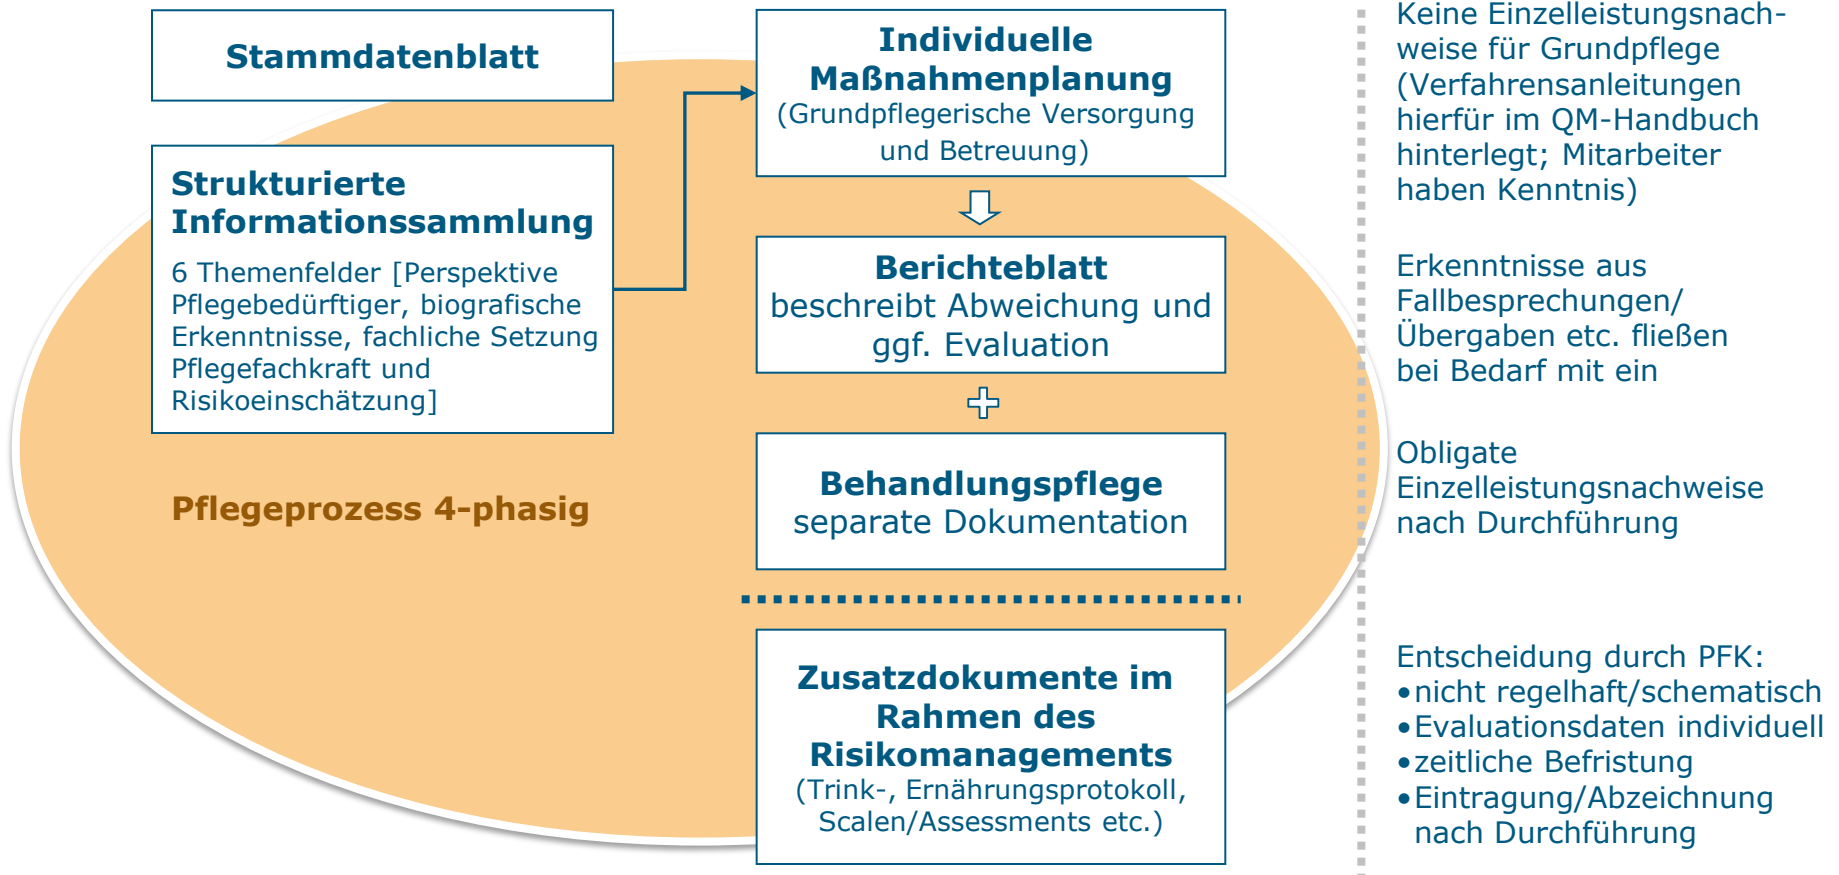 Stammdatenblatt
Strukturierte
Informationssammlung
6 Themenfelder [Perspektive
Pflegebedürftiger, biografische
Erkenntnisse, fachliche Setzung
Pflegefachkraft und
Risikoeinschätzung]
Pflegeprozess 4-phasig
Individuelle
Maßnahmenplanung
(Grundpflegerische Versorgung
und Betreuung)
Berichteblatt
beschreibt Abweichung und
ggf. Evaluation
Behandlungspflege
separate Dokumentation
Zusatzdokumente im
Rahmen des
Risikomanagements
(Trink-, Ernährungsprotokoll,
Scalen/Assessments etc.)
Keine Einzelleistungsnach-
weise für Grundpflege
(Verfahrensanleitungen
hierfür im QM-Handbuch
hinterlegt; Mitarbeiter
haben Kenntnis)
Erkenntnisse aus
Fallbesprechungen/
Übergaben etc. fließen
bei Bedarf mit ein
Obligate
Einzelleistungsnachweise
nach Durchführung
Entscheidung durch PFK:
•nicht regelhaft/schematisch
•Evaluationsdaten individuell
•zeitliche Befristung
•Eintragung/Abzeichnung
nach Durchführung